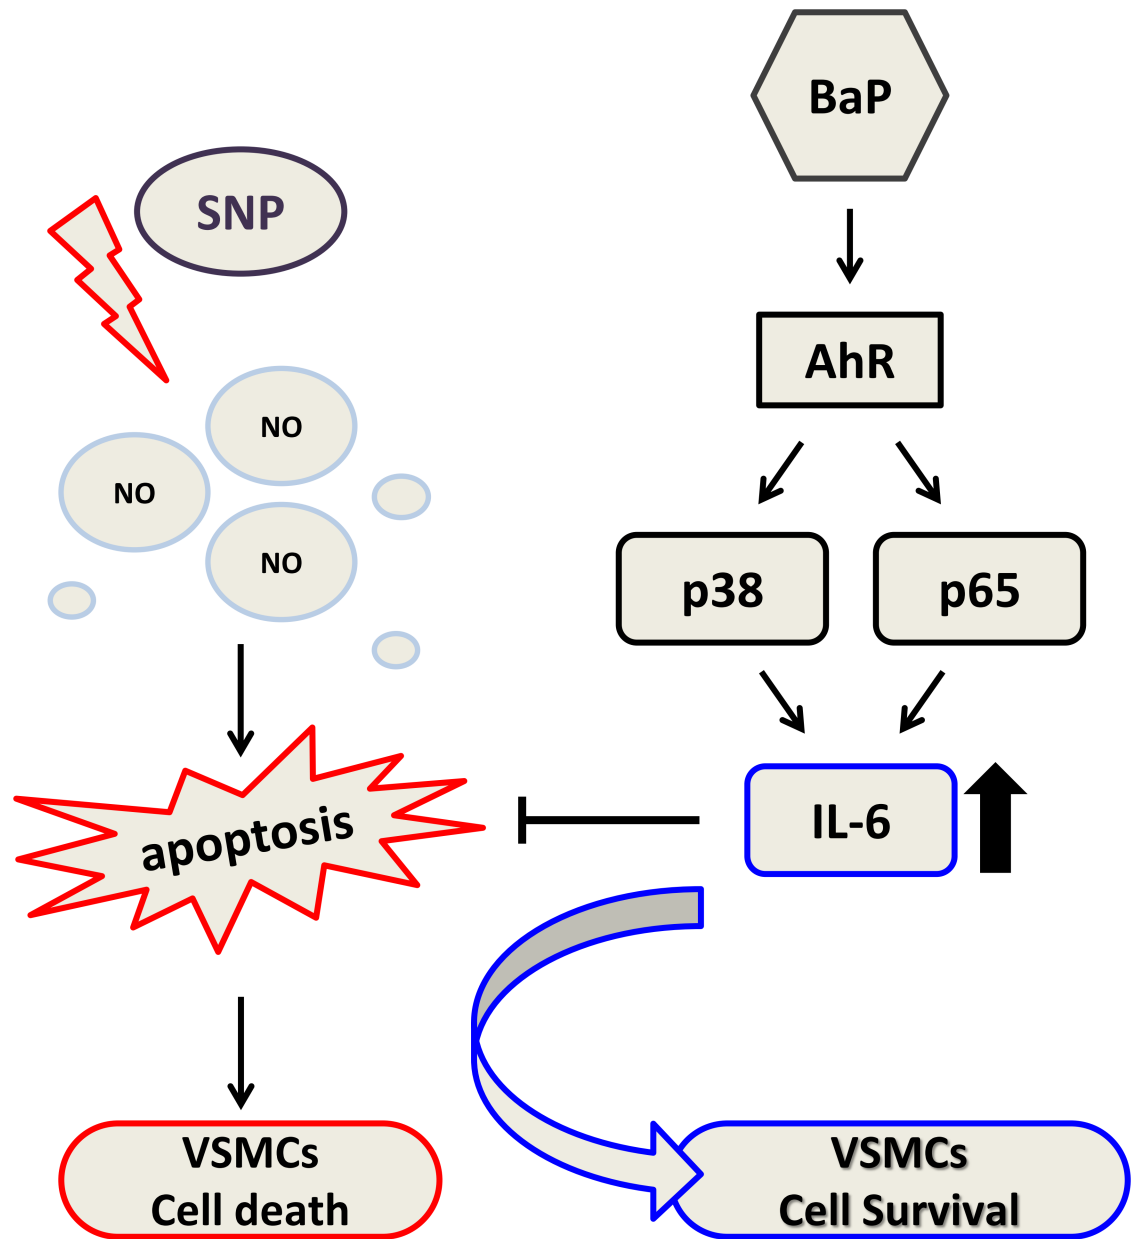 BaP
SNP
AhR
NO
NO
NO
p38
p65
IL-6
apoptosis
VSMCs
Cell death
VSMCs
Cell Survival